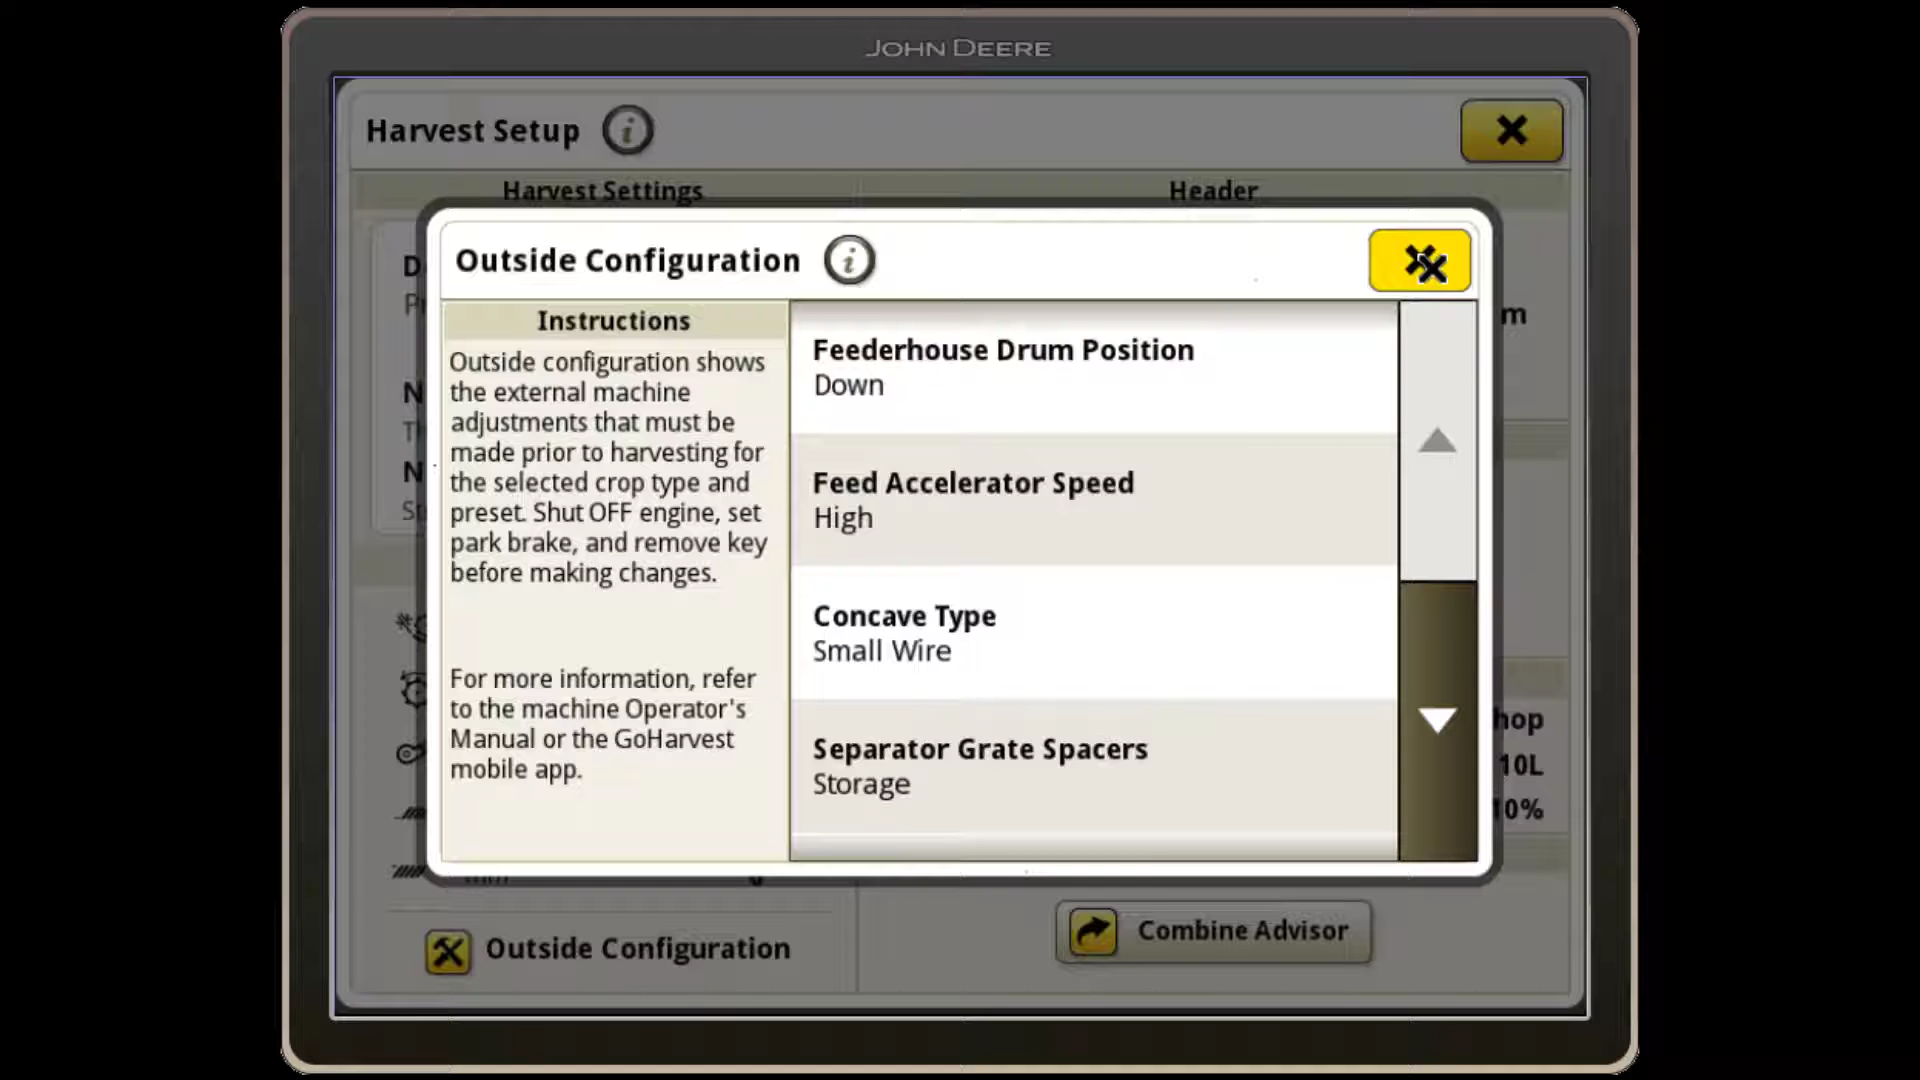 JOHN DEERE
Harvest Setup
Harvest Settings
Header
Outside Configuration
Instructions
Outside configuration shows
the external machine
adjustments that must be
made prior to harvesting for
the selected crop type and
preset. Shut OFF engine, set
park brake, and remove key
before making changes.
For more information, refer
to the machine Operator's
Manual or the GoHarvest
mobile app.
Feederhouse Drum Position
Down
Feed Accelerator Speed
High
Concave Type
Small Wire
Separator Grate Spacers
Storage
10L
Outside Configuration
Combine Advisor